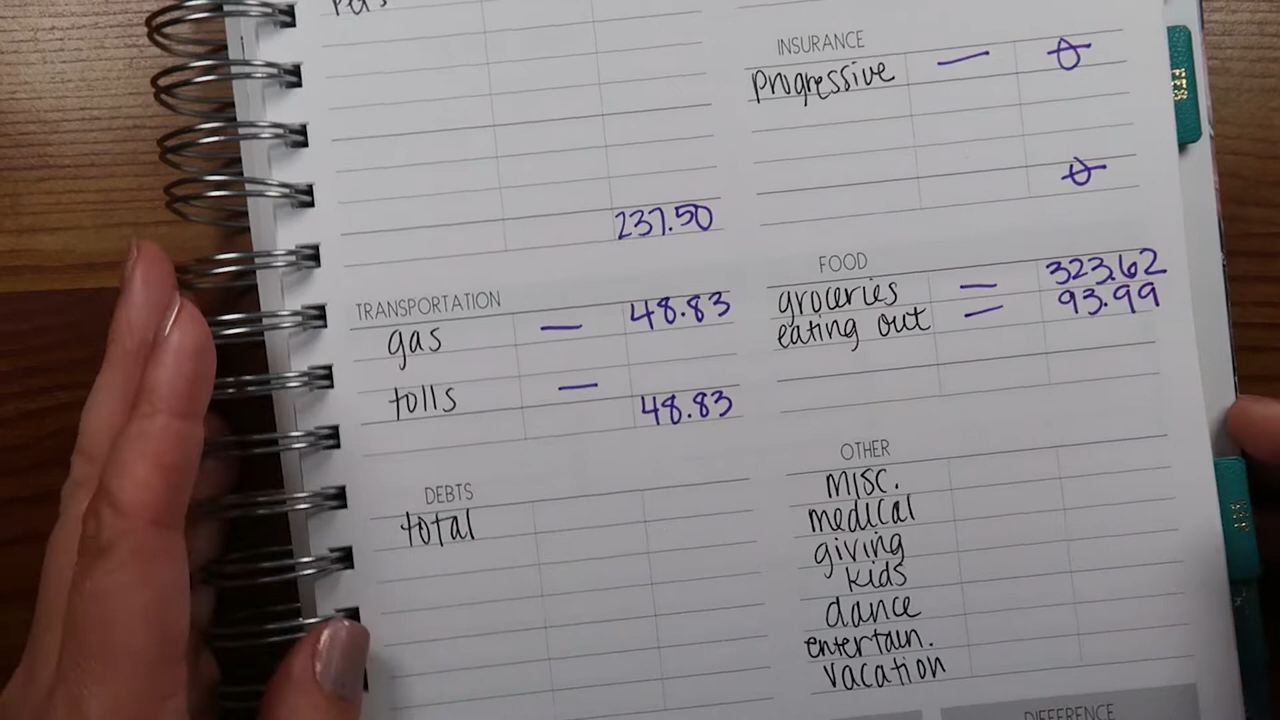 INSURANCE
progressive — 0
0
237.50
TRANSPORTATION
gas — 48.83
tolls —
48.83
FOOD
groceries — 323.62
eating out — 93.99
DEBTS
total
OTHER
misc.
medical
giving
kids
dance
entertain.
vacation
DIFFERENCE
FEB